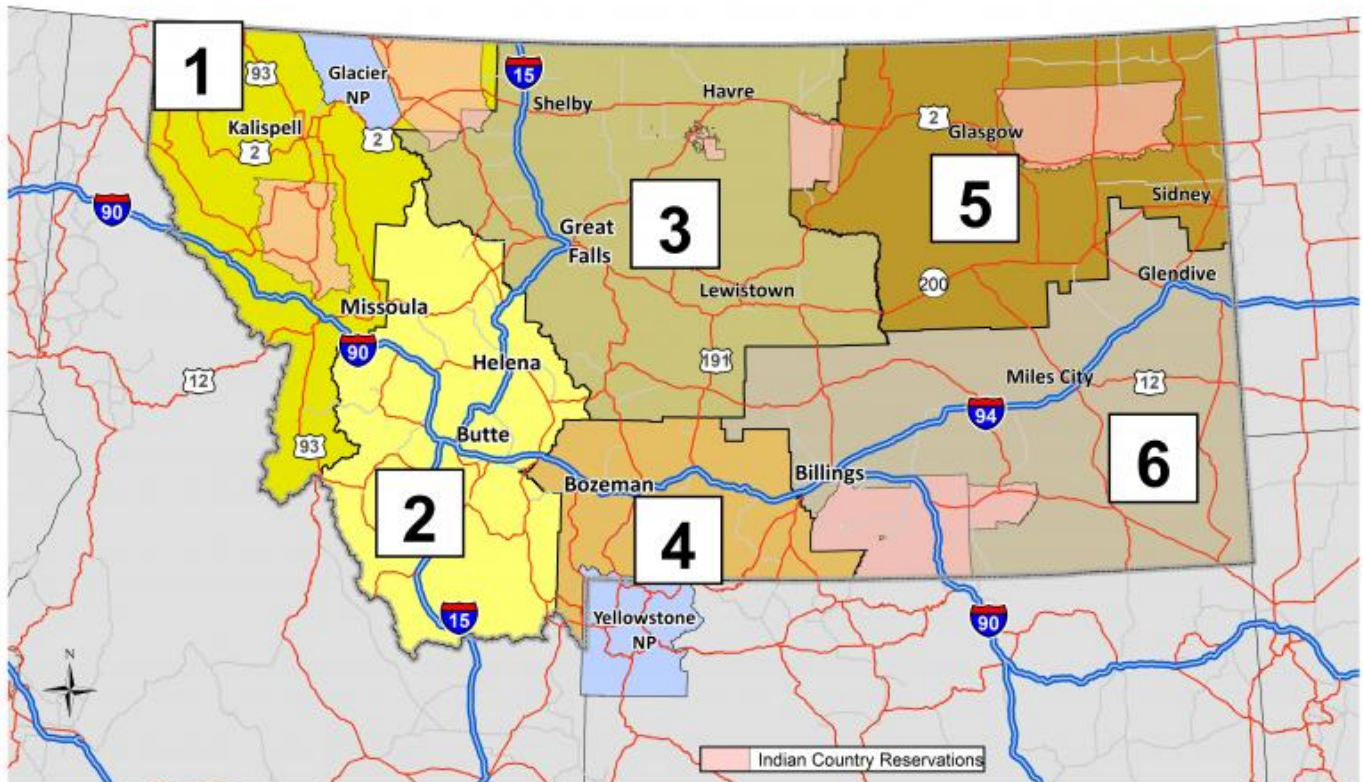 1
93
Glacier
NP
15
Shelby
Havre
2
Glasgow
Kalispell
2
2
5
Sidney
90
3
Great
Falls
200
Glendive
Lewistown
Missoula
90
Helena
191
Miles City
12
12
94
93
Butte
Bozeman
Billings
6
2
4
15
Yellowstone
NP
90
N
Indian Country Reservations